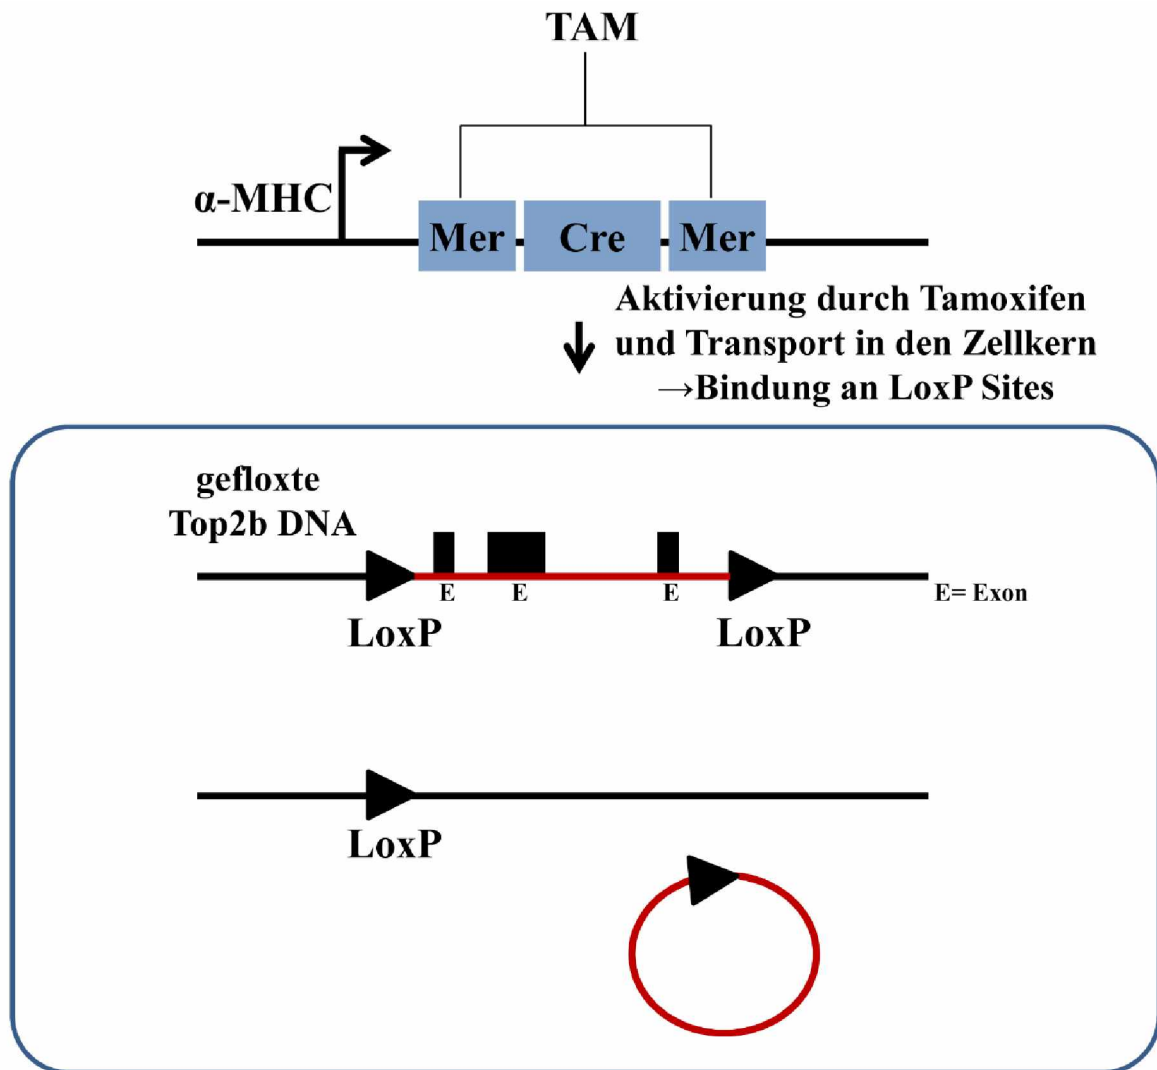 TAM
α-MHC
Mer Cre Mer
Aktivierung durch Tamoxifen
und Transport in den Zellkern
→Bindung an LoxP Sites
gefloxte
Top2b DNA
E E E
E= Exon
LoxP LoxP
LoxP